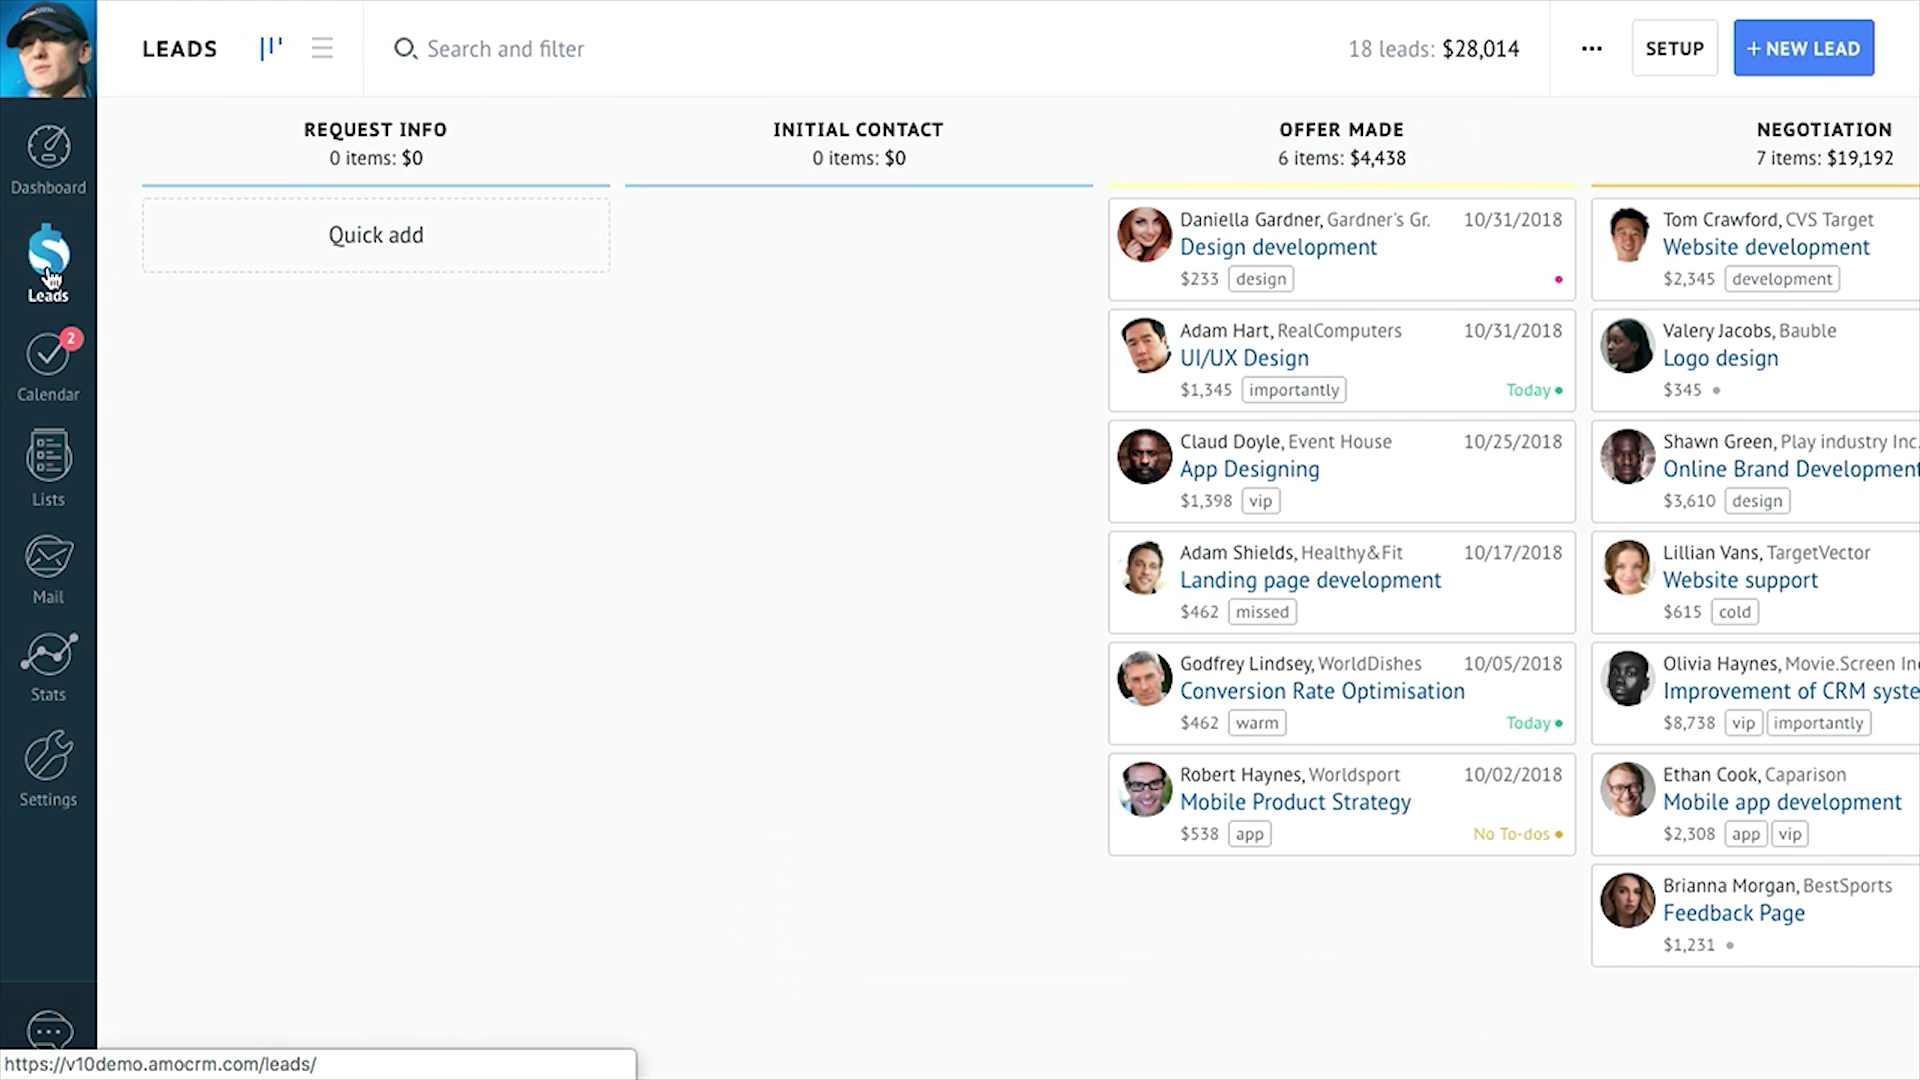 LEADS
Search and filter
18 leads: $28,014
SETUP
+ NEW LEAD
Dashboard
Leads
2
Calendar
Lists
Mail
Stats
Settings
REQUEST INFO
0 items: $0
Quick add
INITIAL CONTACT
0 items: $0
OFFER MADE
6 items: $4,438
Daniella Gardner, Gardner's Gr. 10/31/2018
Design development
$233 design
Adam Hart, RealComputers 10/31/2018
UI/UX Design
$1,345 importantly Today
Claud Doyle, Event House 10/25/2018
App Designing
$1,398 vip
Adam Shields, Healthy&Fit 10/17/2018
Landing page development
$462 missed
Godfrey Lindsey, WorldDishes 10/05/2018
Conversion Rate Optimisation
$462 warm Today
Robert Haynes, Worldsport 10/02/2018
Mobile Product Strategy
$538 app No To-dos
NEGOTIATION
7 items: $19,192
Tom Crawford, CVS Target
Website development
$2,345 development
Valery Jacobs, Bauble
Logo design
$345
Shawn Green, Play industry Inc.
Online Brand Development
$3,610 design
Lillian Vans, TargetVector
Website support
$615 cold
Olivia Haynes, Movie.Screen In
Improvement of CRM syste
$8,738 vip importantly
Ethan Cook, Caparison
Mobile app development
$2,308 app vip
Brianna Morgan, BestSports
Feedback Page
$1,231
https://v10demo.amocrm.com/leads/